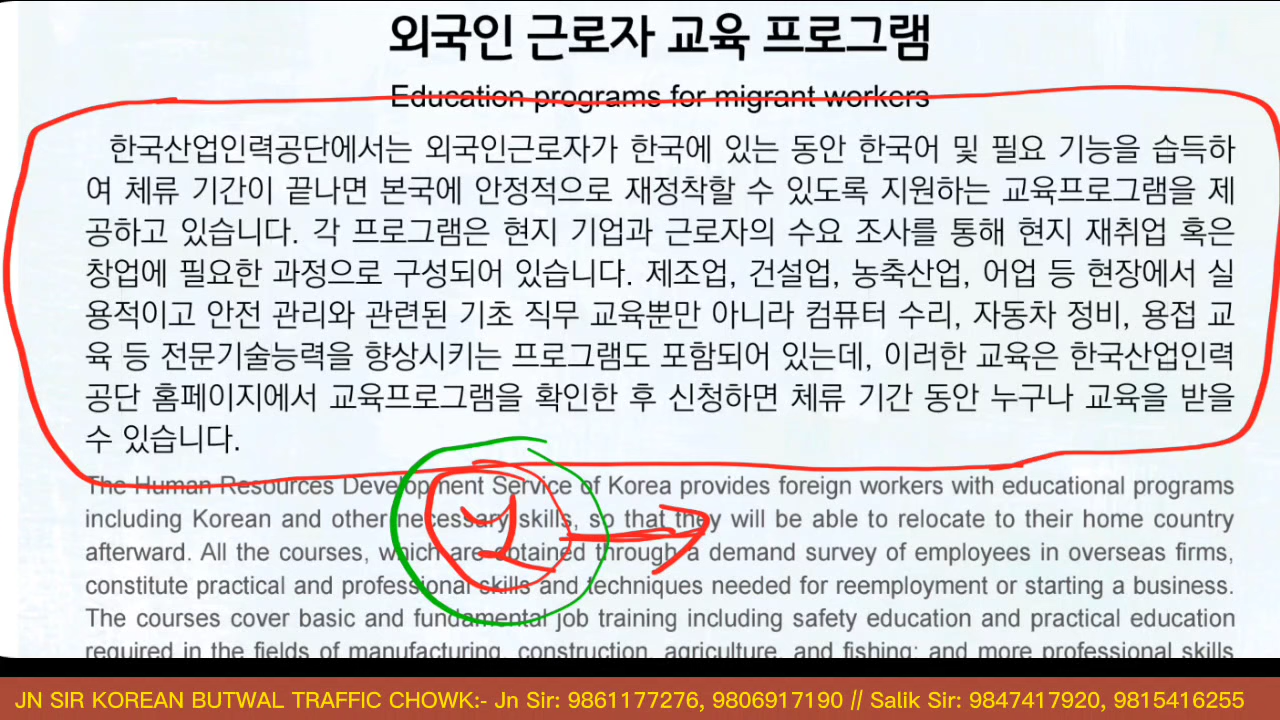 외국인 근로자 교육 프로그램
Education programs for migrant workers
한국산업인력공단에서는 외국인근로자가 한국에 있는 동안 한국어 및 필요 기능을 습득하
여 체류 기간이 끝나면 본국에 안정적으로 재정착할 수 있도록 지원하는 교육프로그램을 제
공하고 있습니다. 각 프로그램은 현지 기업과 근로자의 수요 조사를 통해 현지 재취업 혹은
창업에 필요한 과정으로 구성되어 있습니다. 제조업, 건설업, 농축산업, 어업 등 현장에서 실
용적이고 안전 관리와 관련된 기초 직무 교육뿐만 아니라 컴퓨터 수리, 자동차 정비, 용접 교
육 등 전문기술능력을 향상시키는 프로그램도 포함되어 있는데, 이러한 교육은 한국산업인력
공단 홈페이지에서 교육프로그램을 확인한 후 신청하면 체류 기간 동안 누구나 교육을 받을
수 있습니다.
The Human Resources Development Service of Korea provides foreign workers with educational programs
including Korean and other necessary skills, so that they will be able to relocate to their home country
afterward. All the courses, which are obtained through a demand survey of employees in overseas firms,
constitute practical and professional skills and techniques needed for reemployment or starting a business.
The courses cover basic and fundamental job training including safety education and practical education
required in the fields of manufacturing, construction, agriculture, and fishing; and more professional skills
JN SIR KOREAN BUTWAL TRAFFIC CHOWK:- Jn Sir: 9861177276, 9806917190 // Salik Sir: 9847417920, 9815416255